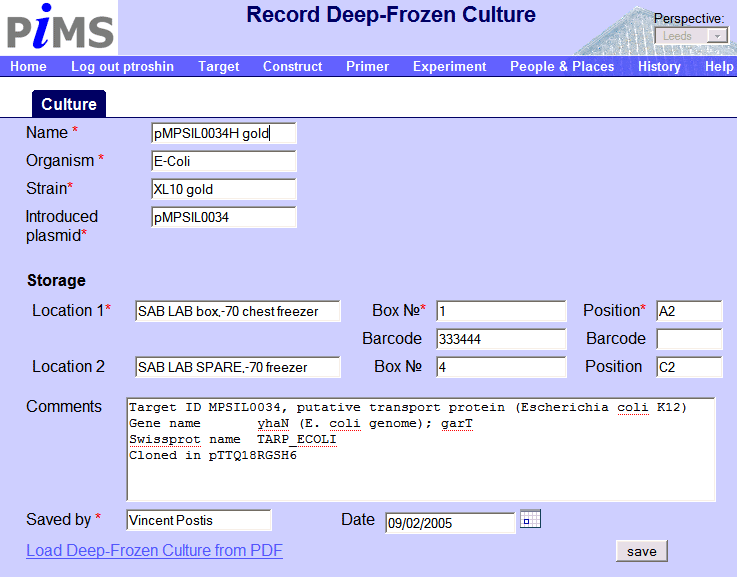 PiMS
Record Deep-Frozen Culture
Perspective:
Leeds
Home Log out ptroshin Target Construct Primer Experiment People & Places History Help
Culture
Name * pMPSIL0034H gold
Organism * E-Coli
Strain* XL10 gold
Introduced plasmid* pMPSIL0034
Storage
Location 1* SAB LAB box,-70 chest freezer Box №* 1 Position* A2
Barcode 333444 Barcode
Location 2 SAB LAB SPARE,-70 freezer Box № 4 Position C2
Comments
Target ID MPSIL0034, putative transport protein (Escherichia coli K12)
Gene name yhaN (E. coli genome); garT
Swissprot name TARP_ECOLI
Cloned in pTTQ18RGSH6
Saved by * Vincent Postis Date 09/02/2005
Load Deep-Frozen Culture from PDF save